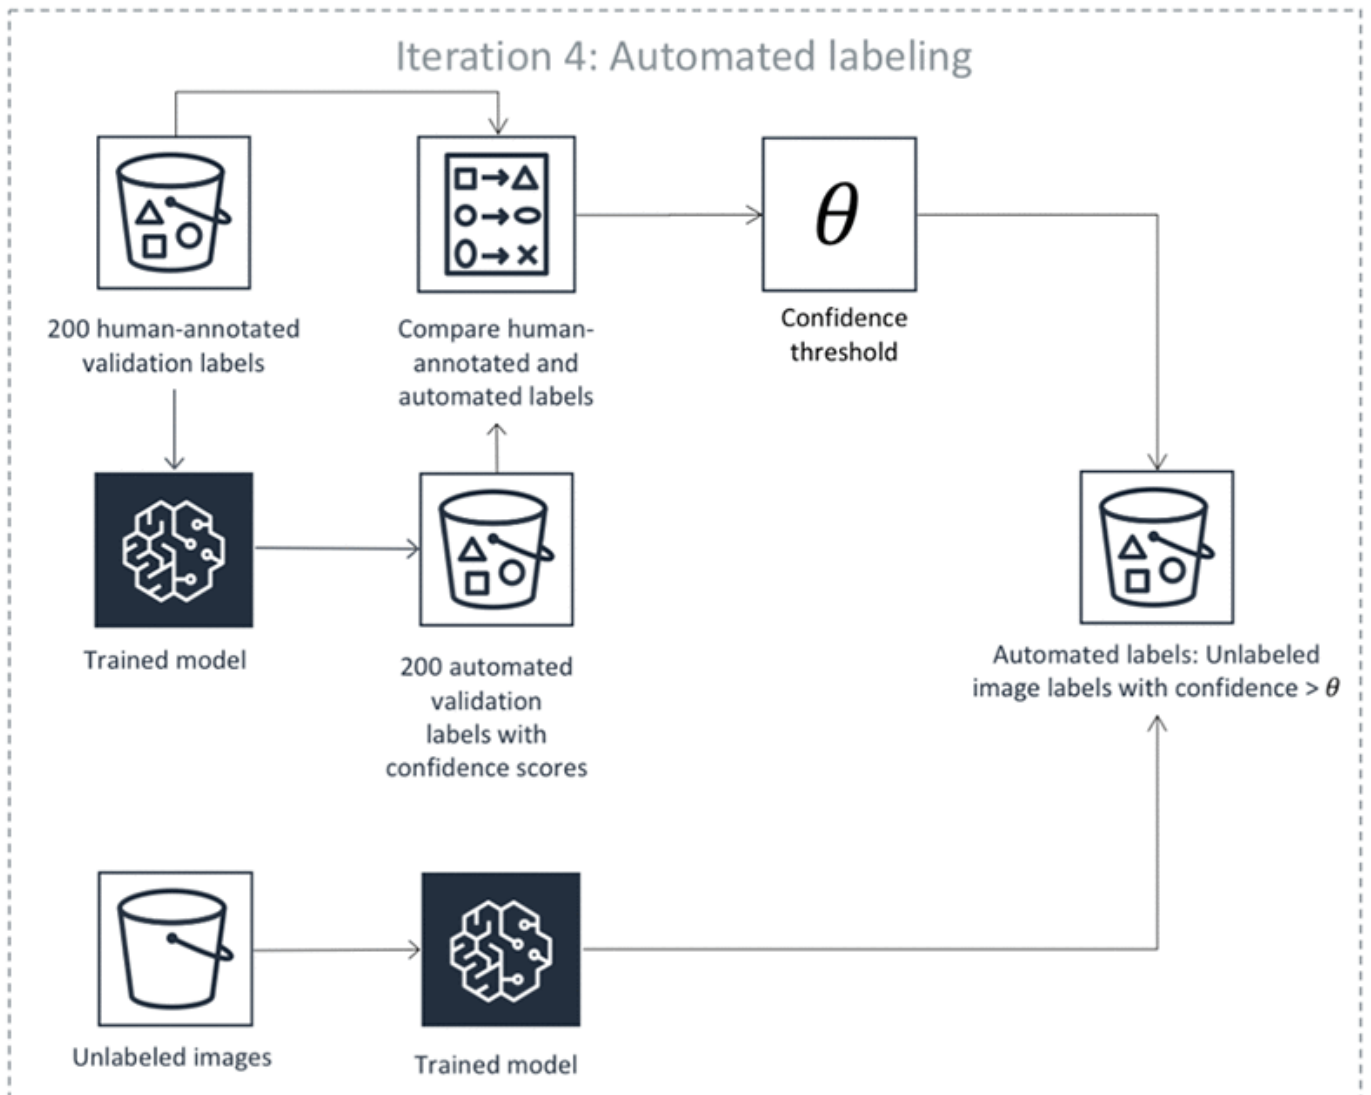 Iteration 4: Automated labeling
200 human-annotated
validation labels
Compare human-
annotated and
automated labels
θ
Confidence
threshold
Trained model
200 automated
validation
labels with
confidence scores
Automated labels: Unlabeled
image labels with confidence > θ
Unlabeled images
Trained model